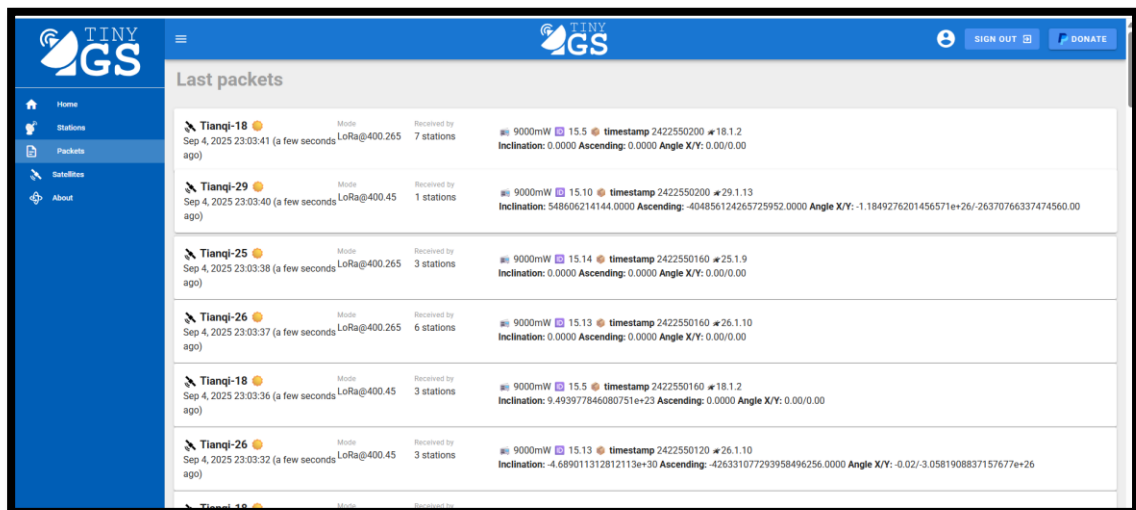 TINY
GS
TINY
GS
SIGN OUT
DONATE
Home
Stations
Packets
Satellites
About
Last packets
Tianqi-18
Sep 4, 2025 23:03:41 (a few seconds ago)
Mode
LoRa@400.265
Received by
7 stations
9000mW ID 15.5 timestamp 2422550200 18.1.2
Inclination: 0.0000 Ascending: 0.0000 Angle X/Y: 0.00/0.00
Tianqi-29
Sep 4, 2025 23:03:40 (a few seconds ago)
Mode
LoRa@400.45
Received by
1 stations
9000mW ID 15.10 timestamp 2422550200 29.1.13
Inclination: 548606214144.0000 Ascending: -404856124265725952.0000 Angle X/Y: -1.1849276201456571e+26/-26370766337474560.00
Tianqi-25
Sep 4, 2025 23:03:38 (a few seconds ago)
Mode
LoRa@400.265
Received by
3 stations
9000mW ID 15.14 timestamp 2422550160 25.1.9
Inclination: 0.0000 Ascending: 0.0000 Angle X/Y: 0.00/0.00
Tianqi-26
Sep 4, 2025 23:03:37 (a few seconds ago)
Mode
LoRa@400.265
Received by
6 stations
9000mW ID 15.13 timestamp 2422550160 26.1.10
Inclination: 0.0000 Ascending: 0.0000 Angle X/Y: 0.00/0.00
Tianqi-18
Sep 4, 2025 23:03:36 (a few seconds ago)
Mode
LoRa@400.45
Received by
3 stations
9000mW ID 15.5 timestamp 2422550160 18.1.2
Inclination: 9.493977846080751e+23 Ascending: 0.0000 Angle X/Y: 0.00/0.00
Tianqi-26
Sep 4, 2025 23:03:32 (a few seconds ago)
Mode
LoRa@400.45
Received by
3 stations
9000mW ID 15.13 timestamp 2422550120 26.1.10
Inclination: -4.689011312812113e+30 Ascending: -426331077293958496256.0000 Angle X/Y: -0.02/-3.0581908837157677e+26
Tianqi-18
Mode
Received by